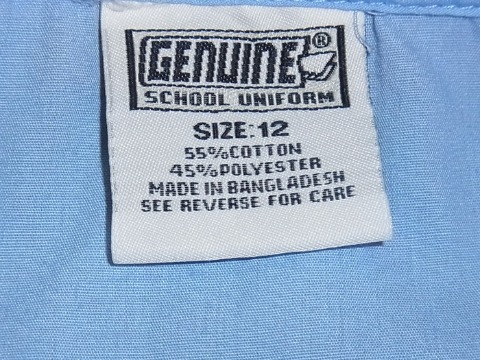 GENUINE®
SCHOOL UNIFORM
SIZE:12
55%COTTON
45%POLYESTER
MADE IN BANGLADESH
SEE REVERSE FOR CARE